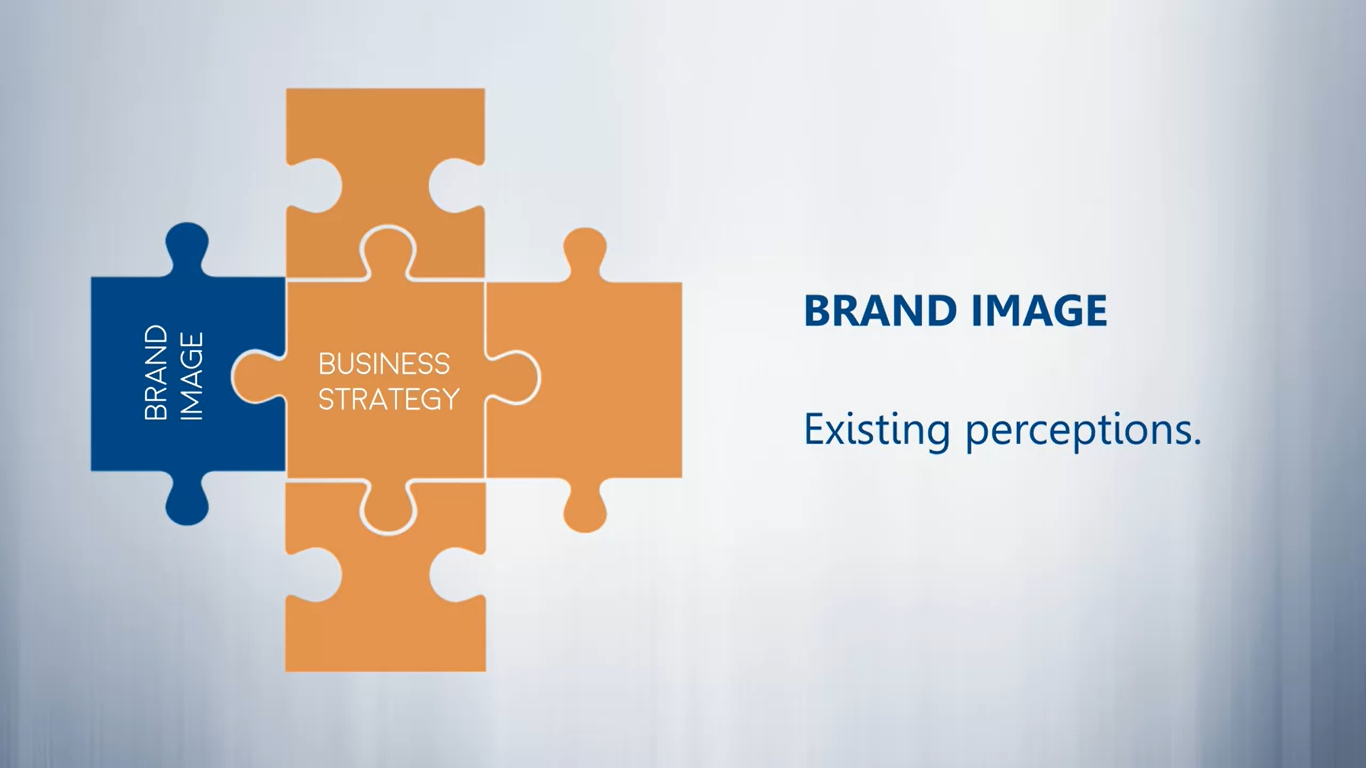 BRAND
IMAGE
BUSINESS
STRATEGY
BRAND IMAGE
Existing perceptions.